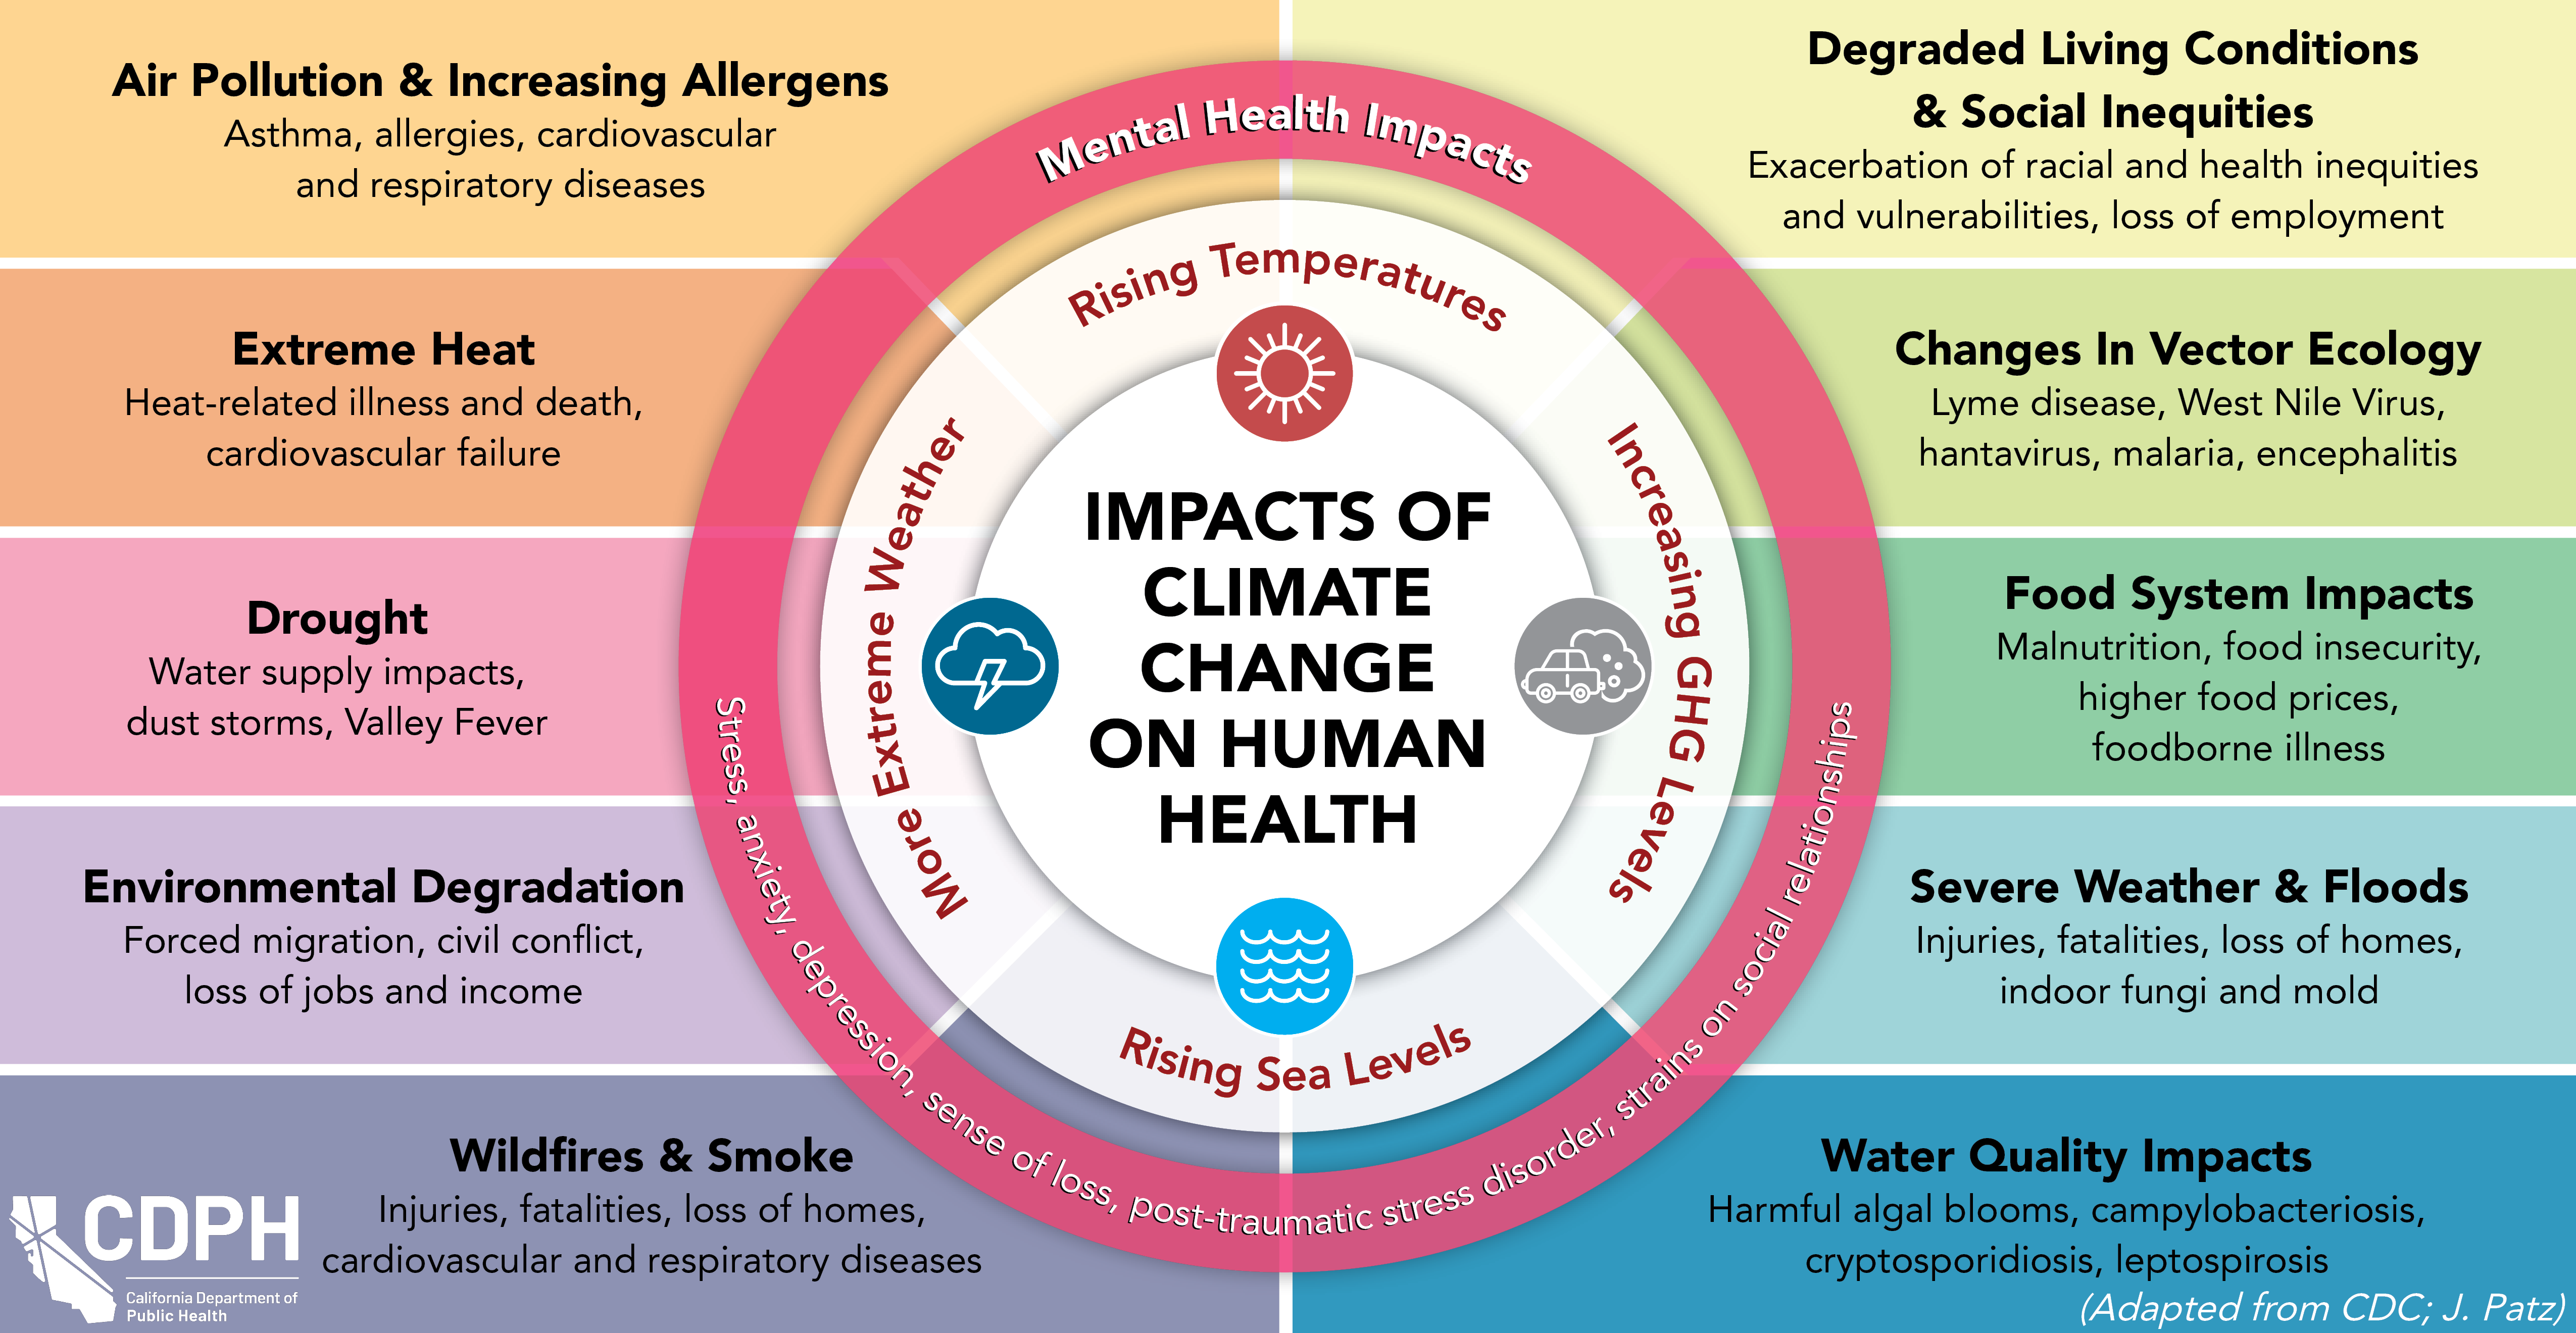 Air Pollution & Increasing Allergens
Asthma, allergies, cardiovascular
and respiratory diseases
Extreme Heat
Heat-related illness and death,
cardiovascular failure
Drought
Water supply impacts,
dust storms, Valley Fever
Environmental Degradation
Forced migration, civil conflict,
loss of jobs and income
Wildfires & Smoke
Injuries, fatalities, loss of homes,
cardiovascular and respiratory diseases
CDPH
California Department of
Public Health
Mental Health Impacts
Stress, anxiety, depression, sense of loss, post-traumatic stress disorder, strains on social relationships
Rising Temperatures
More Extreme Weather
Increasing GHG Levels
Rising Sea Levels
IMPACTS OF
CLIMATE
CHANGE
ON HUMAN
HEALTH
Degraded Living Conditions
& Social Inequities
Exacerbation of racial and health inequities
and vulnerabilities, loss of employment
Changes In Vector Ecology
Lyme disease, West Nile Virus,
hantavirus, malaria, encephalitis
Food System Impacts
Malnutrition, food insecurity,
higher food prices,
foodborne illness
Severe Weather & Floods
Injuries, fatalities, loss of homes,
indoor fungi and mold
Water Quality Impacts
Harmful algal blooms, campylobacteriosis,
cryptosporidiosis, leptospirosis
(Adapted from CDC; J. Patz)